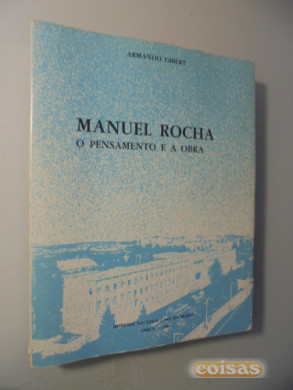 ARMANDO GIBERT
MANUEL ROCHA
O PENSAMENTO E A OBRA
coisas